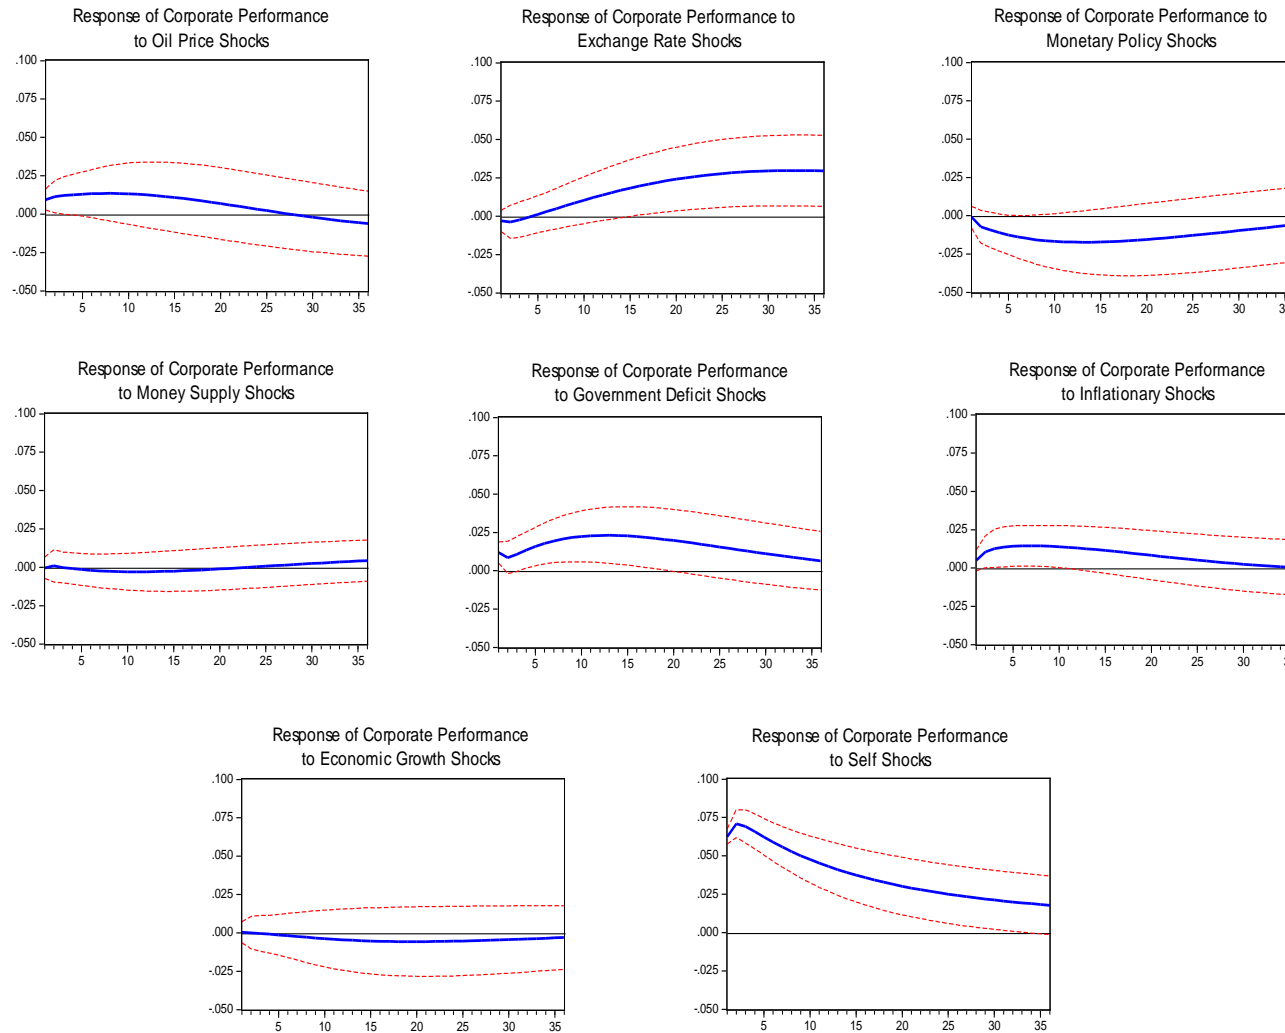 Response of Corporate Performance
to Oil Price Shocks
.100
.075
.050
.025
.000
-.025
-.050
5 10 15 20 25 30 35
Response of Corporate Performance to
Exchange Rate Shocks
.100
.075
.050
.025
.000
-.025
-.050
5 10 15 20 25 30 35
Response of Corporate Performance to
Monetary Policy Shocks
.100
.075
.050
.025
.000
-.025
-.050
5 10 15 20 25 30
Response of Corporate Performance
to Money Supply Shocks
.100
.075
.050
.025
.000
-.025
-.050
5 10 15 20 25 30 35
Response of Corporate Performance
to Government Deficit Shocks
.100
.075
.050
.025
.000
-.025
-.050
5 10 15 20 25 30 35
Response of Corporate Performance
to Inflationary Shocks
.100
.075
.050
.025
.000
-.025
-.050
5 10 15 20 25 30
Response of Corporate Performance
to Economic Growth Shocks
.100
.075
.050
.025
.000
-.025
-.050
5 10 15 20 25 30 35
Response of Corporate Performance
to Self Shocks
.100
.075
.050
.025
.000
-.025
-.050
5 10 15 20 25 30 35